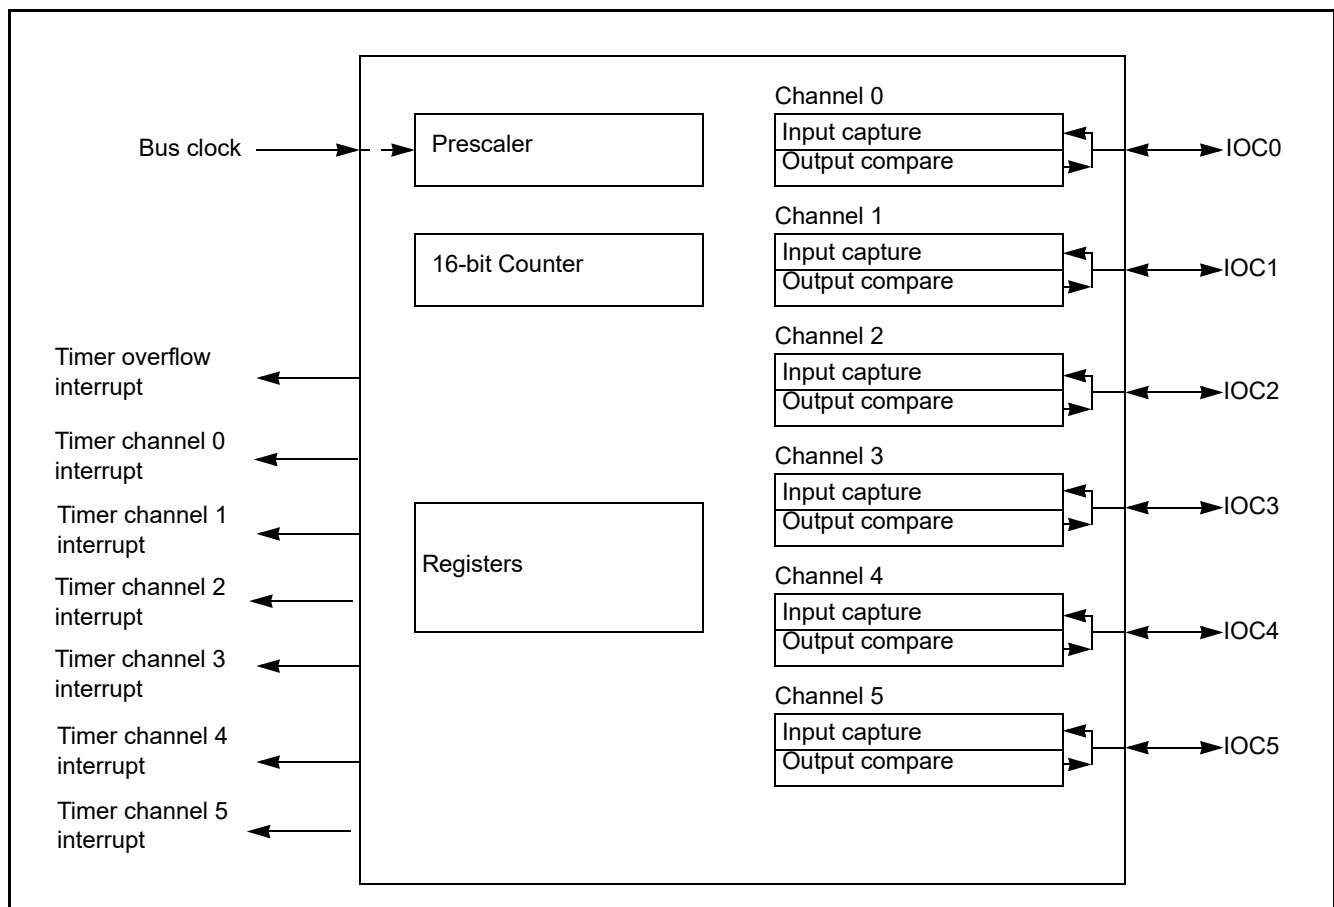 Bus clock
Prescaler
16-bit Counter
Timer overflow
interrupt
Timer channel 0
interrupt
Timer channel 1
interrupt
Timer channel 2
interrupt
Timer channel 3
interrupt
Timer channel 4
interrupt
Timer channel 5
interrupt
Registers
Channel 0
Input capture
Output compare
IOC0
Channel 1
Input capture
Output compare
IOC1
Channel 2
Input capture
Output compare
IOC2
Channel 3
Input capture
Output compare
IOC3
Channel 4
Input capture
Output compare
IOC4
Channel 5
Input capture
Output compare
IOC5